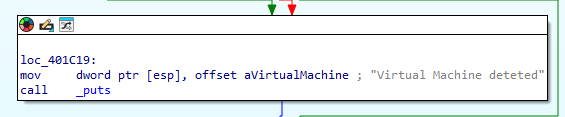 loc_401C19:
mov     dword ptr [esp], offset aVirtualMachine ; "Virtual Machine deteted"
call    _puts